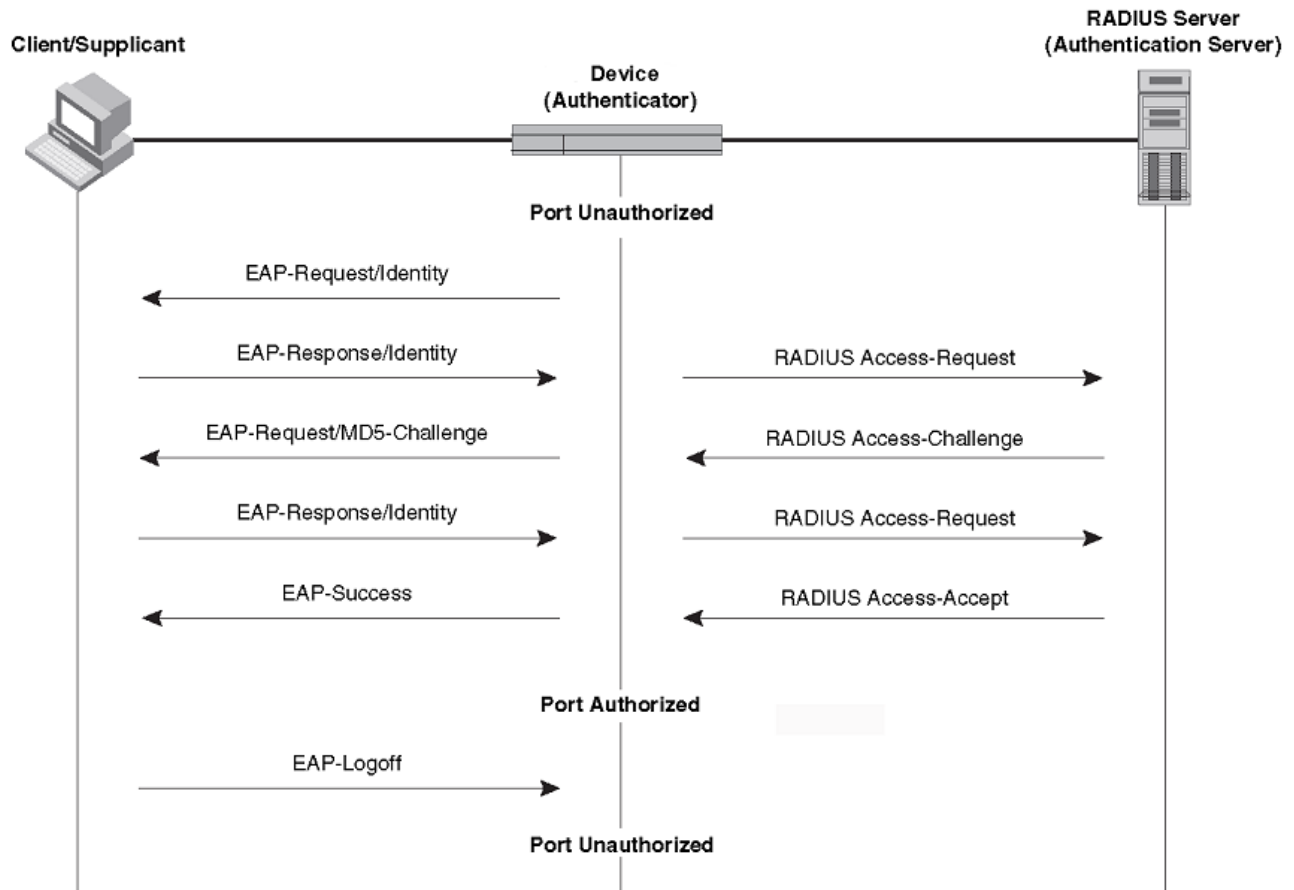 RADIUS Server
(Authentication Server)
Client/Supplicant
Device
(Authenticator)
Port Unauthorized
EAP-Request/Identity
EAP-Response/Identity
RADIUS Access-Request
EAP-Request/MD5-Challenge
RADIUS Access-Challenge
EAP-Response/Identity
RADIUS Access-Request
EAP-Success
RADIUS Access-Accept
Port Authorized
EAP-Logoff
Port Unauthorized